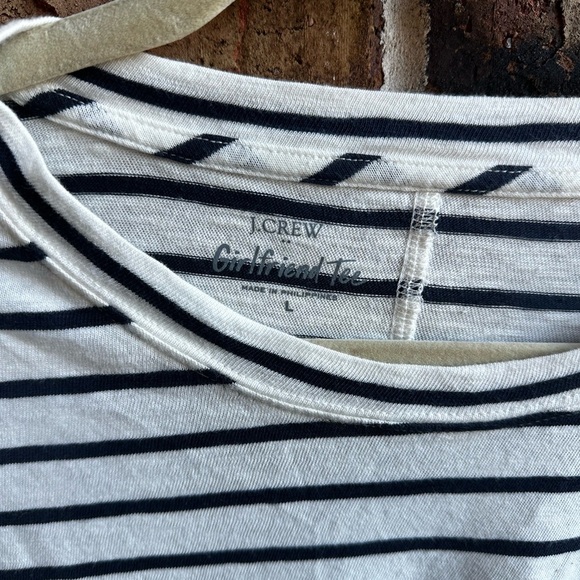 J.CREW
Girlfriend Tee
MADE IN PHILIPPINES
L